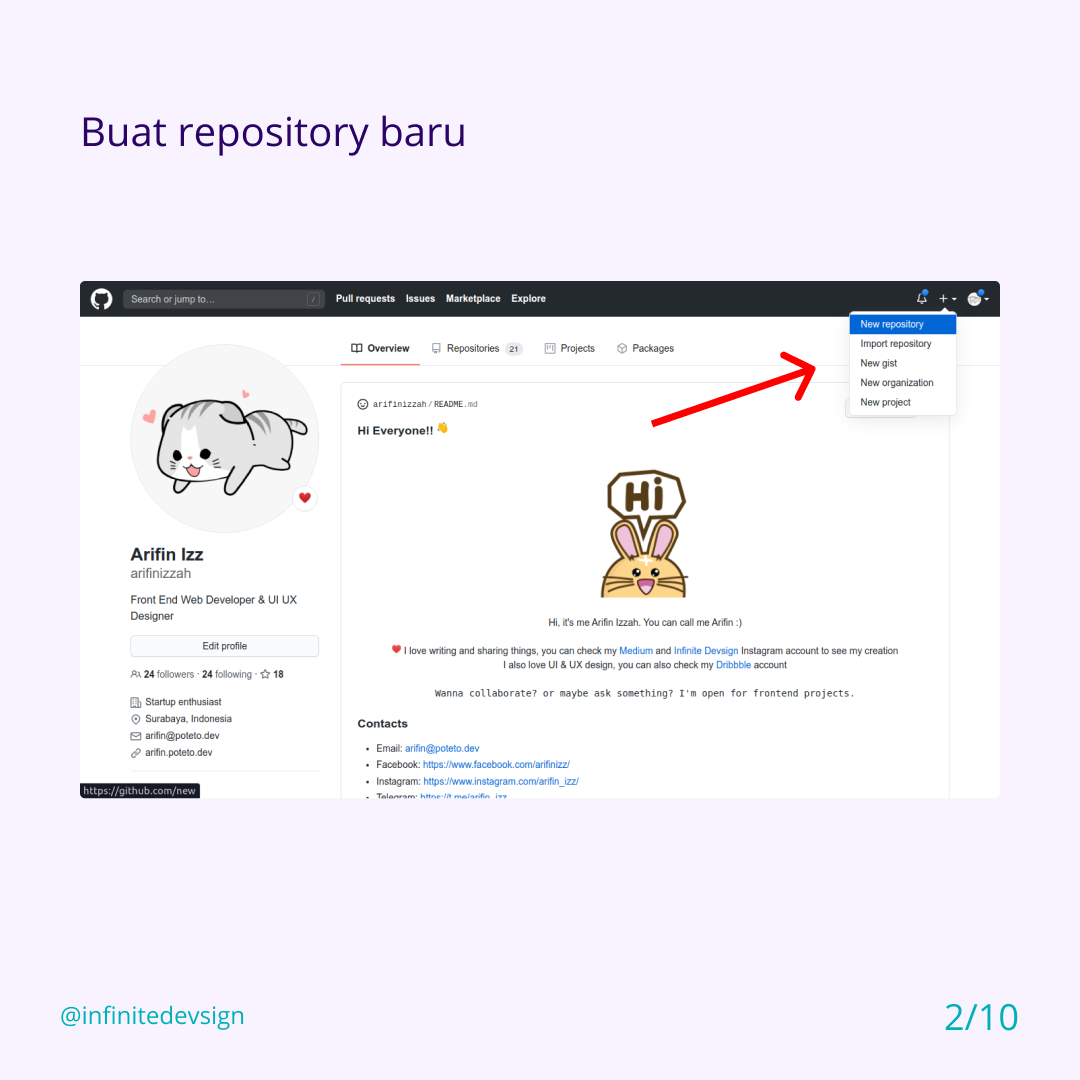 Buat repository baru
Search or jump to…
/
Pull requests
Issues
Marketplace
Explore
New repository
Import repository
New gist
New organization
New project
Overview
Repositories 21
Projects
Packages
Arifin Izz
arifinizzah
Front End Web Developer & UI UX
Designer
Edit profile
24 followers · 24 following · 18
Startup enthusiast
Surabaya, Indonesia
arifin@poteto.dev
arifin.poteto.dev
arifinizzah/README.md
Hi Everyone!!
Hi
Hi, it's me Arifin Izzah. You can call me Arifin :)
I love writing and sharing things, you can check my Medium and Infinite Devsign Instagram account to see my creation
I also love UI & UX design, you can also check my Dribbble account
Wanna collaborate? or maybe ask something? I'm open for frontend projects.
Contacts
• Email: arifin@poteto.dev
• Facebook: https://www.facebook.com/arifinizz/
• Instagram: https://www.instagram.com/arifin_izz/
• Telegram: https://t.me/arifin_izz
https://github.com/new
@infinitedevsign
2/10